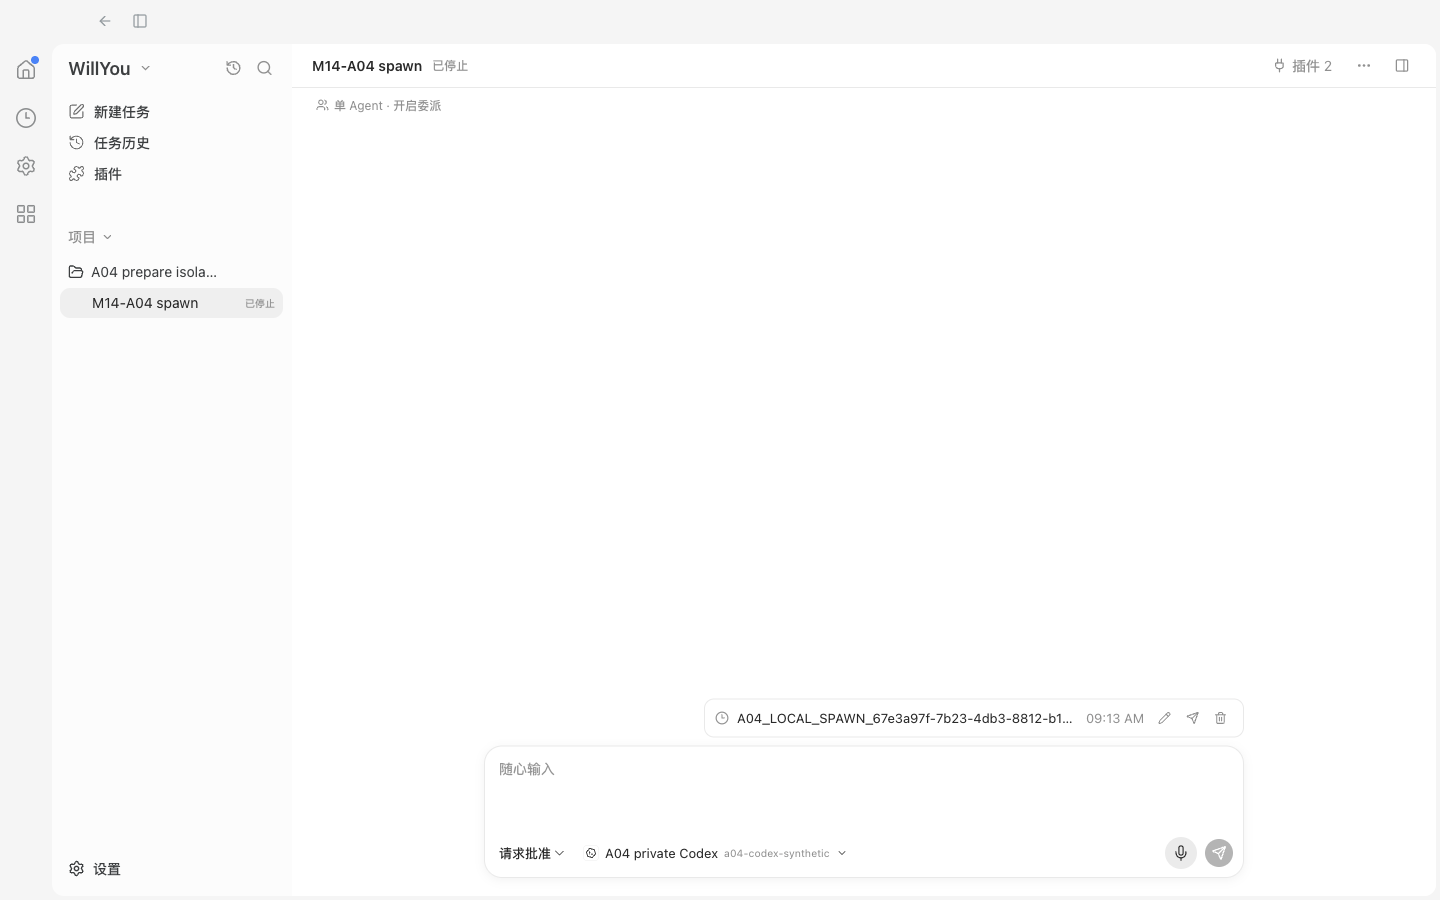 WillYou
新建任务
任务历史
插件
项目
A04 prepare isola...
M14-A04 spawn 已停止
设置
M14-A04 spawn 已停止
插件 2
单 Agent · 开启委派
A04_LOCAL_SPAWN_67e3a97f-7b23-4db3-8812-b1... 09:13 AM
随心输入
请求批准 A04 private Codex a04-codex-synthetic